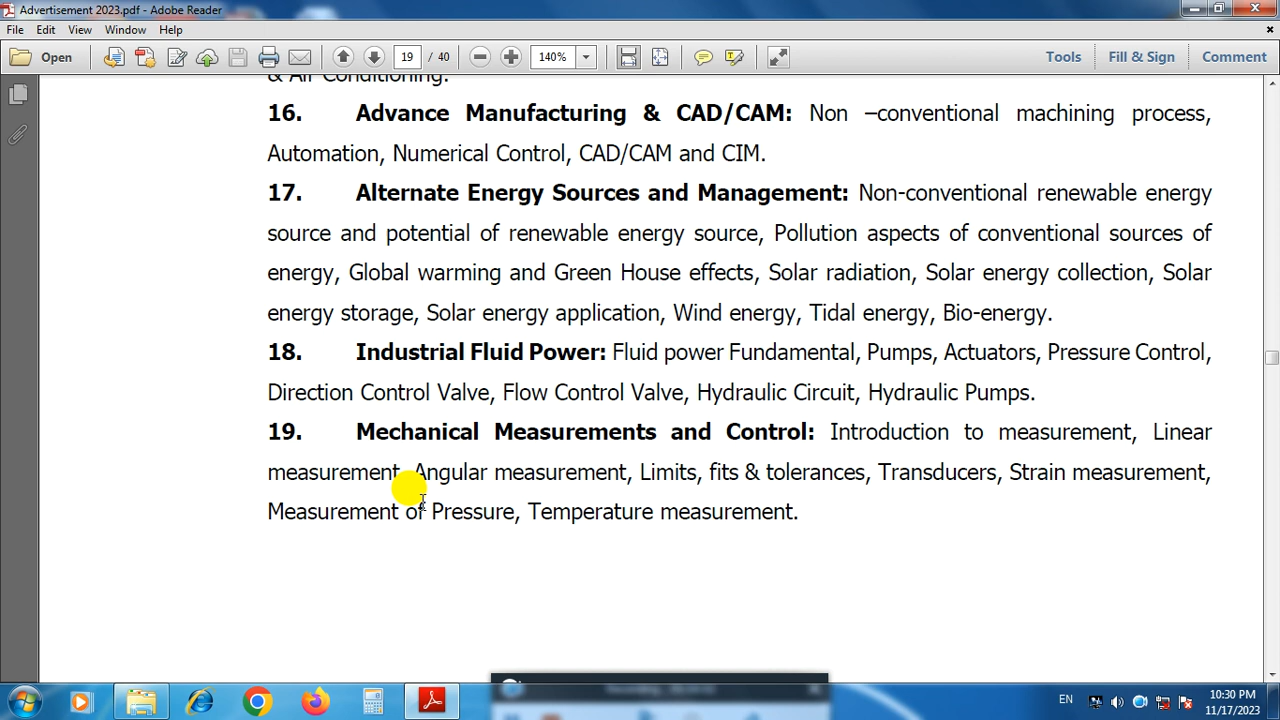 Advertisement 2023.pdf - Adobe Reader
File Edit View Window Help
Open 19 / 40 140% Tools Fill & Sign Comment
& Air Conditioning.
16. Advance Manufacturing & CAD/CAM: Non –conventional machining process,
Automation, Numerical Control, CAD/CAM and CIM.
17. Alternate Energy Sources and Management: Non-conventional renewable energy
source and potential of renewable energy source, Pollution aspects of conventional sources of
energy, Global warming and Green House effects, Solar radiation, Solar energy collection, Solar
energy storage, Solar energy application, Wind energy, Tidal energy, Bio-energy.
18. Industrial Fluid Power: Fluid power Fundamental, Pumps, Actuators, Pressure Control,
Direction Control Valve, Flow Control Valve, Hydraulic Circuit, Hydraulic Pumps.
19. Mechanical Measurements and Control: Introduction to measurement, Linear
measurement, Angular measurement, Limits, fits & tolerances, Transducers, Strain measurement,
Measurement of Pressure, Temperature measurement.
EN
10:30 PM
11/17/2023